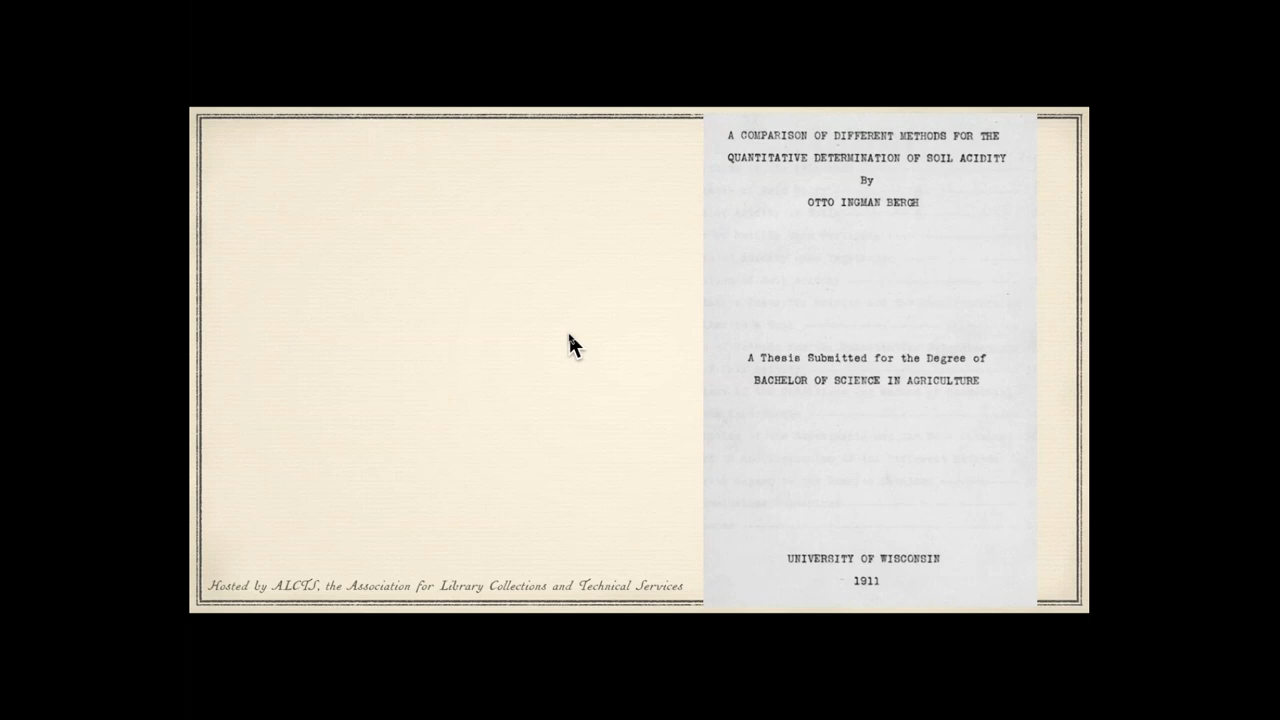 A COMPARISON OF DIFFERENT METHODS FOR THE
QUANTITATIVE DETERMINATION OF SOIL ACIDITY
By
OTTO INGMAN BERGH
A Thesis Submitted for the Degree of
BACHELOR OF SCIENCE IN AGRICULTURE
UNIVERSITY OF WISCONSIN
1911
Hosted by ALCTS, the Association for Library Collections and Technical Services